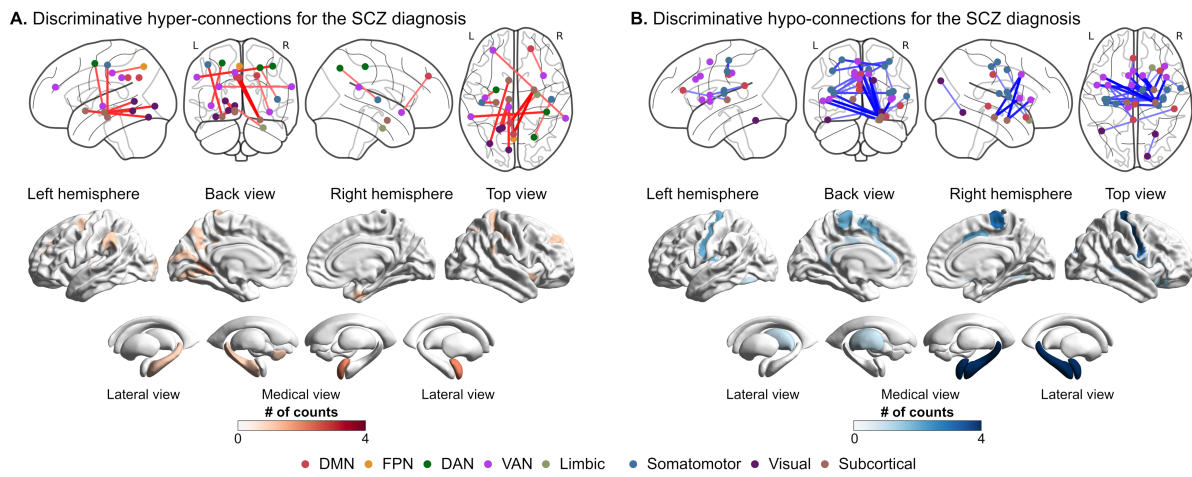 A. Discriminative hyper-connections for the SCZ diagnosis
L R
L R
Left hemisphere Back view Right hemisphere Top view
Lateral view Medical view Lateral view
# of counts
0 4
B. Discriminative hypo-connections for the SCZ diagnosis
L R
L R
Left hemisphere Back view Right hemisphere Top view
Lateral view Medical view Lateral view
# of counts
0 4
DMN FPN DAN VAN Limbic Somatomotor Visual Subcortical